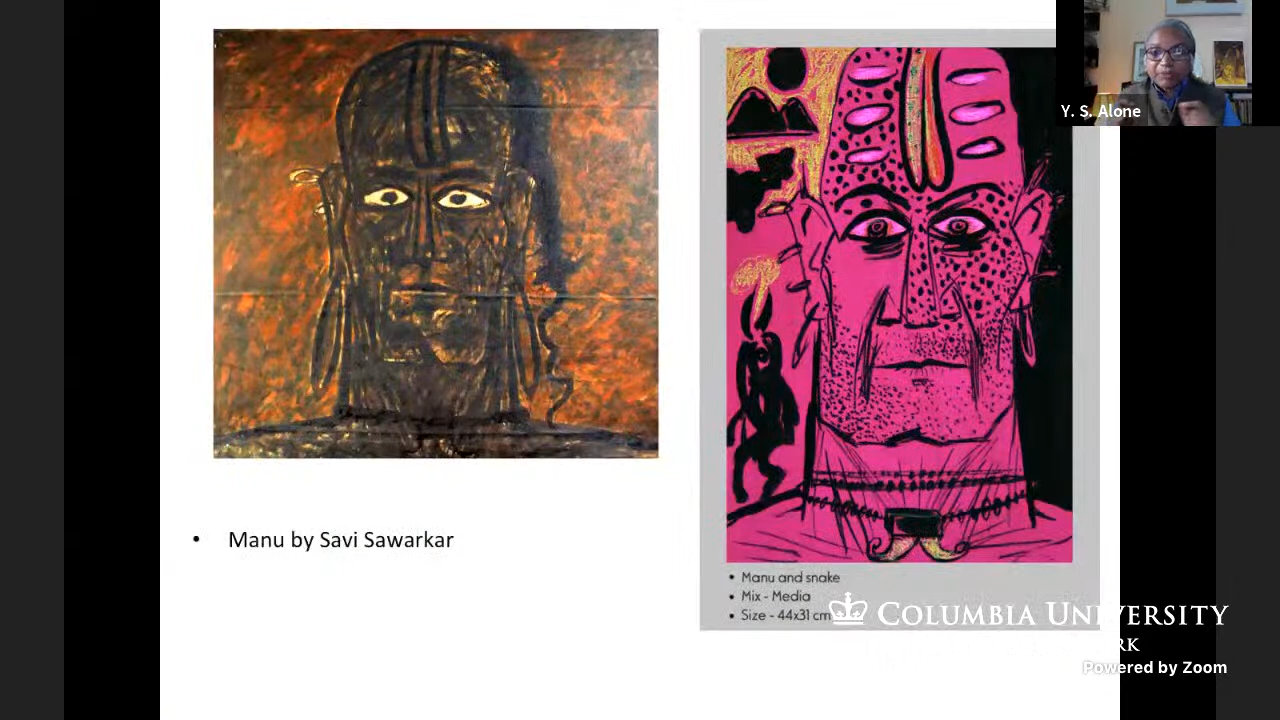 Y. S. Alone
• Manu by Savi Sawarkar
• Manu and snake
• Mix - Media
• Size - 44x31 cm
COLUMBIA UNIVERSITY
Powered by Zoom